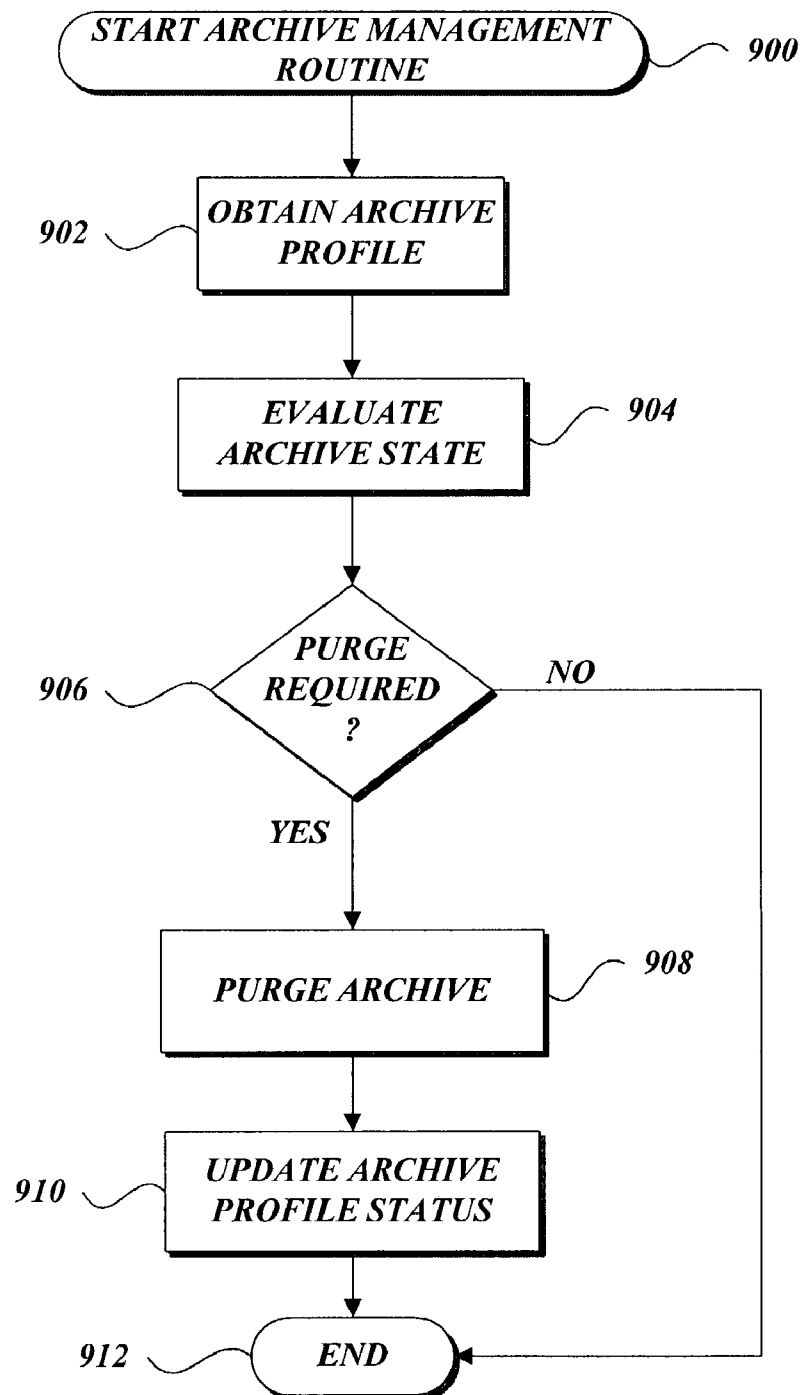 START ARCHIVE MANAGEMENT
ROUTINE
900
902
OBTAIN ARCHIVE
PROFILE
EVALUATE
ARCHIVE STATE
904
906
PURGE
REQUIRED
?
NO
YES
PURGE ARCHIVE
908
910
UPDATE ARCHIVE
PROFILE STATUS
912
END